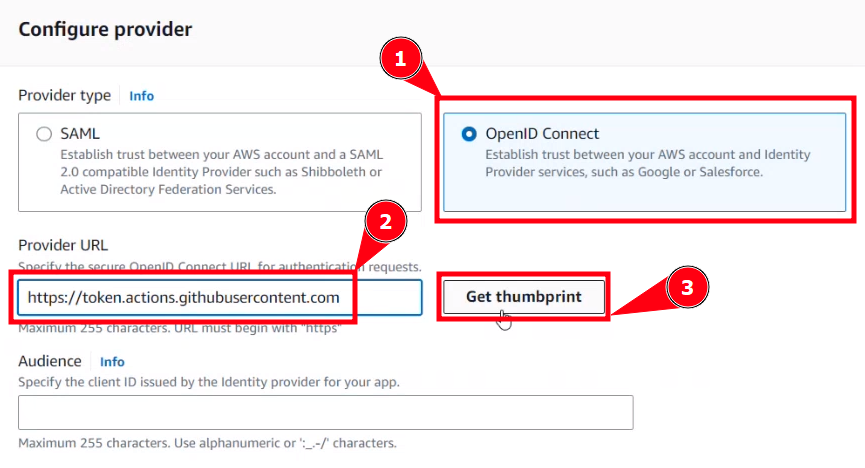 Configure provider
1
Provider type Info
SAML
Establish trust between your AWS account and a SAML
2.0 compatible Identity Provider such as Shibboleth or
Active Directory Federation Services.
OpenID Connect
Establish trust between your AWS account and Identity
Provider services, such as Google or Salesforce.
2
Provider URL
Specify the secure OpenID Connect URL for authentication requests.
https://token.actions.githubusercontent.com
Get thumbprint
3
Maximum 255 characters. URL must begin with "https"
Audience Info
Specify the client ID issued by the Identity provider for your app.
Maximum 255 characters. Use alphanumeric or ':_.-/' characters.